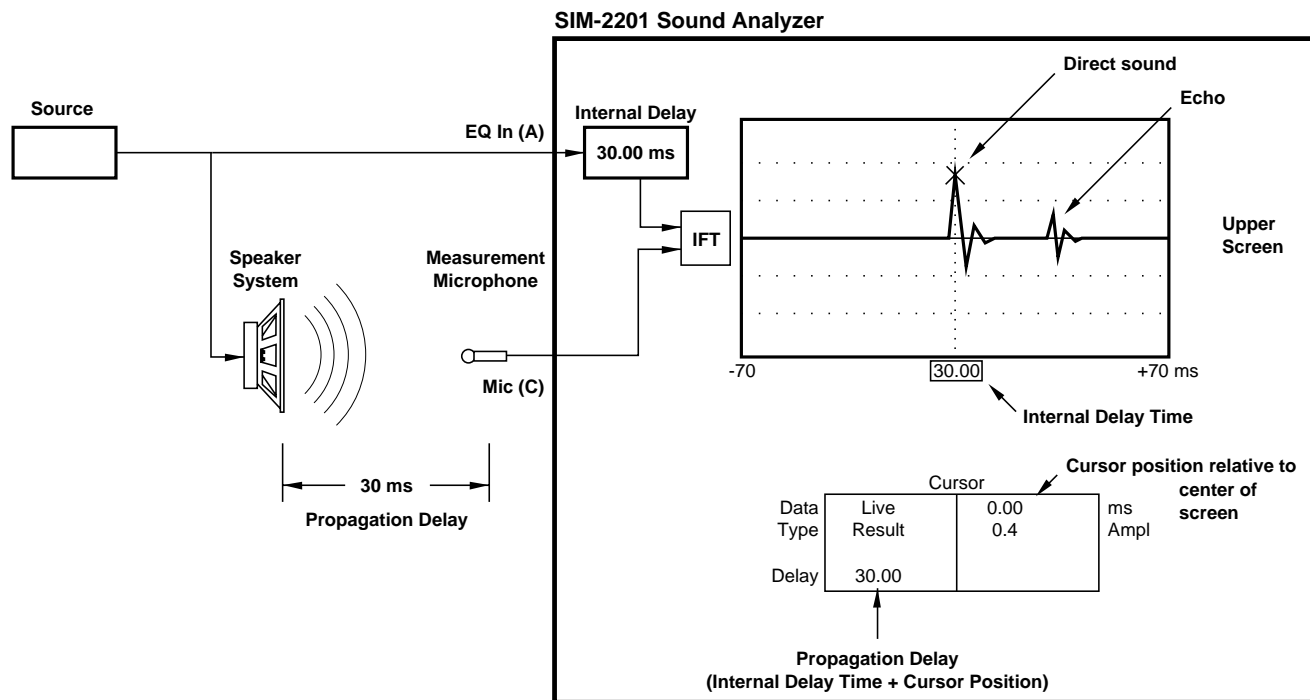 SIM-2201 Sound Analyzer
Direct sound
Source
Internal Delay
Echo
EQ In (A)
30.00 ms
IFT
Upper
Screen
Speaker
System
Measurement
Microphone
Mic (C)
-70
30.00
+70 ms
Internal Delay Time
30 ms
Propagation Delay
Cursor position relative to
center of
screen
Cursor
Data Live 0.00 ms
Type Result 0.4 Ampl
Delay 30.00
Propagation Delay
(Internal Delay Time + Cursor Position)